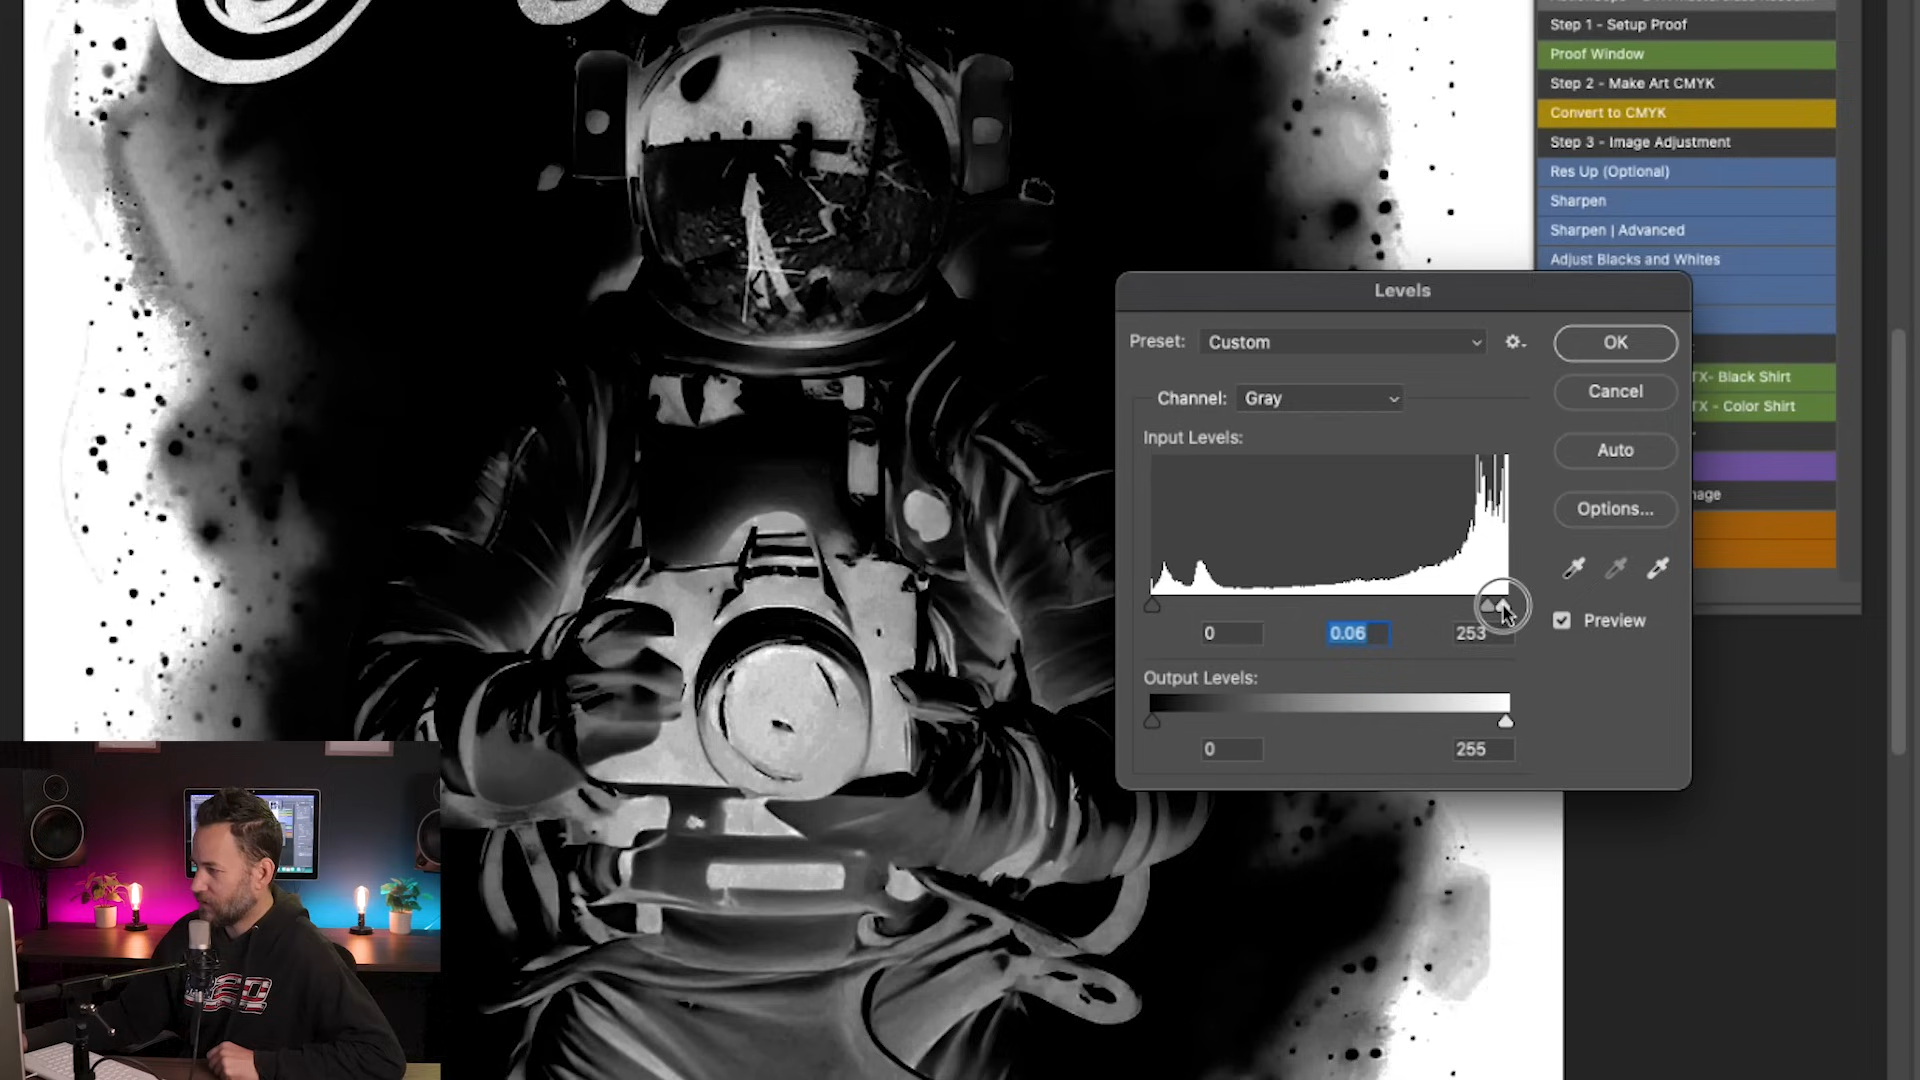 Step 1 - Setup Proof
Proof Window
Step 2 - Make Art CMYK
Convert to CMYK
Step 3 - Image Adjustment
Res Up (Optional)
Sharpen
Sharpen | Advanced
Adjust Blacks and Whites
Levels
Preset:
Custom
OK
TX- Black Shirt
Cancel
Channel:
Gray
TX - Color Shirt
Input Levels:
Auto
mage
Options...
Preview
0
0.06
253
Output Levels:
0
255